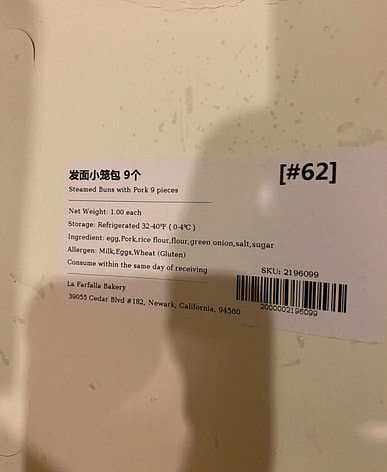 发面小笼包 9个
[#62]
Steamed Buns with Pork 9 pieces
Net Weight: 1.00 each
Storage: Refrigerated 32-40°F ( 0-4℃ )
Ingredient: egg,Pork,rice flour,flour,green onion,salt,sugar
Allergen: Milk,Eggs,Wheat (Gluten)
Consume within the same day of receiving
SKU: 2196099
2000002196099
La Farfalla Bakery
39055 Cedar Blvd #182, Newark, California, 94560